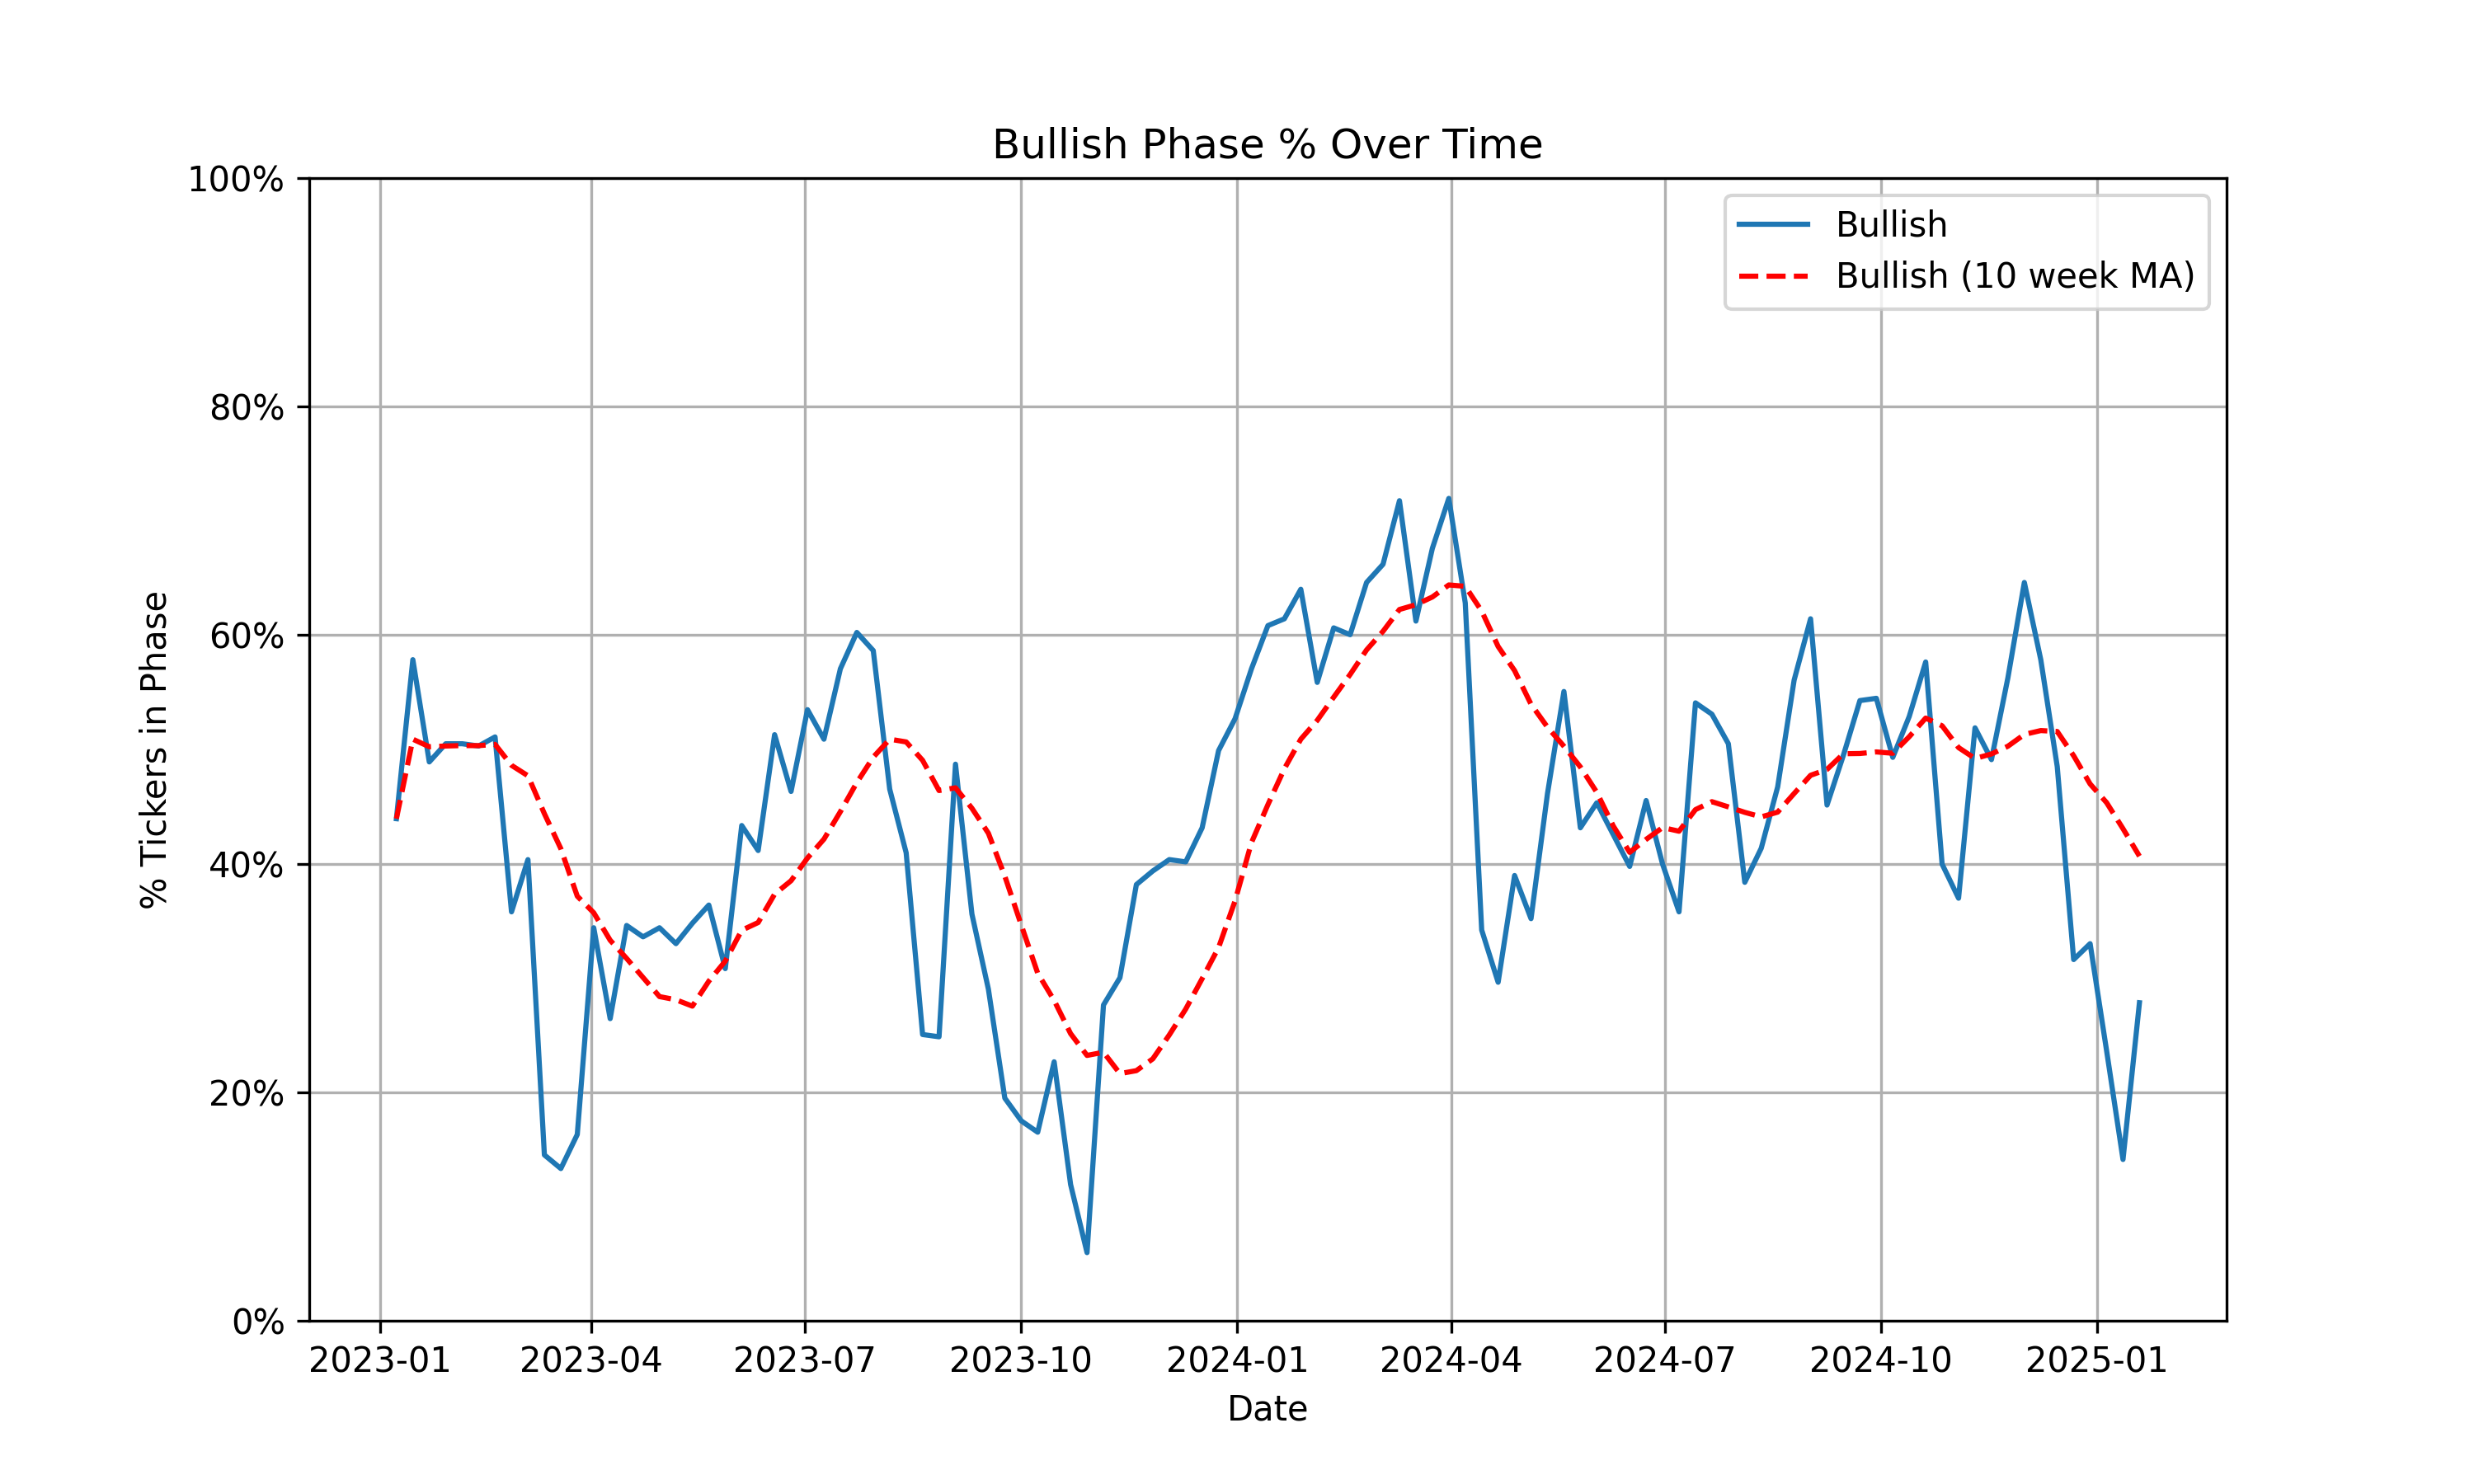 Bullish Phase % Over Time
100%
80%
60%
40%
20%
0%
% Tickers in Phase
Bullish
Bullish (10 week MA)
2023-01 2023-04 2023-07 2023-10 2024-01 2024-04 2024-07 2024-10 2025-01
Date